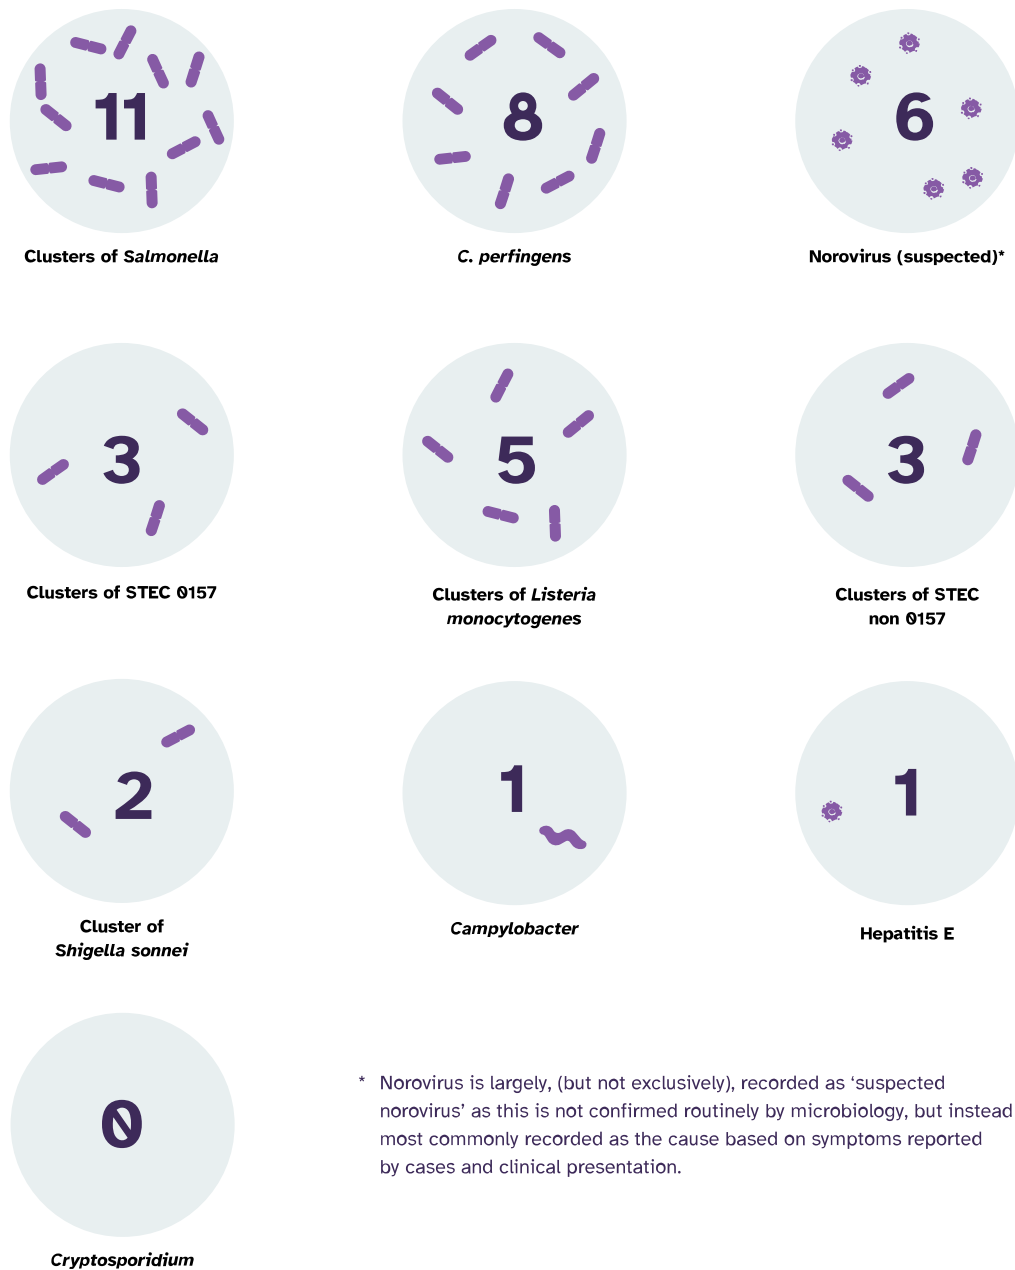 11
8
6
Clusters of Salmonella
C. perfingens
Norovirus (suspected)*
3
5
3
Clusters of STEC 0157
Clusters of Listeria
monocytogenes
Clusters of STEC
non 0157
2
1
1
Cluster of
Shigella sonnei
Campylobacter
Hepatitis E
0
Cryptosporidium
* Norovirus is largely, (but not exclusively), recorded as ‘suspected
norovirus’ as this is not confirmed routinely by microbiology, but instead
most commonly recorded as the cause based on symptoms reported
by cases and clinical presentation.